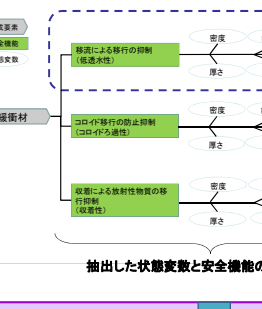 要素
機能
態変数
緩衝材
移流による移行の抑制
(低透水性)
密度
厚さ
コロイド移行の防止抑制
(コロイドろ過性)
密度
厚さ
収着による放射性物質の移
行抑制
(収着性)
密度
厚さ
抽出した状態変数と安全機能の